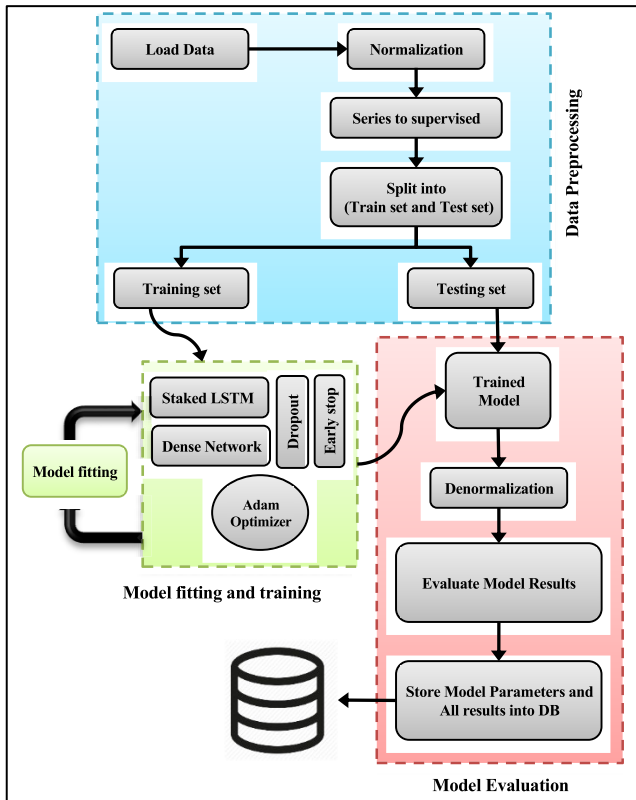 Load Data
Normalization
Series to supervised
Split into
(Train set and Test set)
Data Preprocessing
Training set
Testing set
Staked LSTM
Dense Network
Dropout
Early stop
Adam
Optimizer
Model fitting
Model fitting and training
Trained
Model
Denormalization
Evaluate Model Results
Store Model Parameters and
All results into DB
Model Evaluation